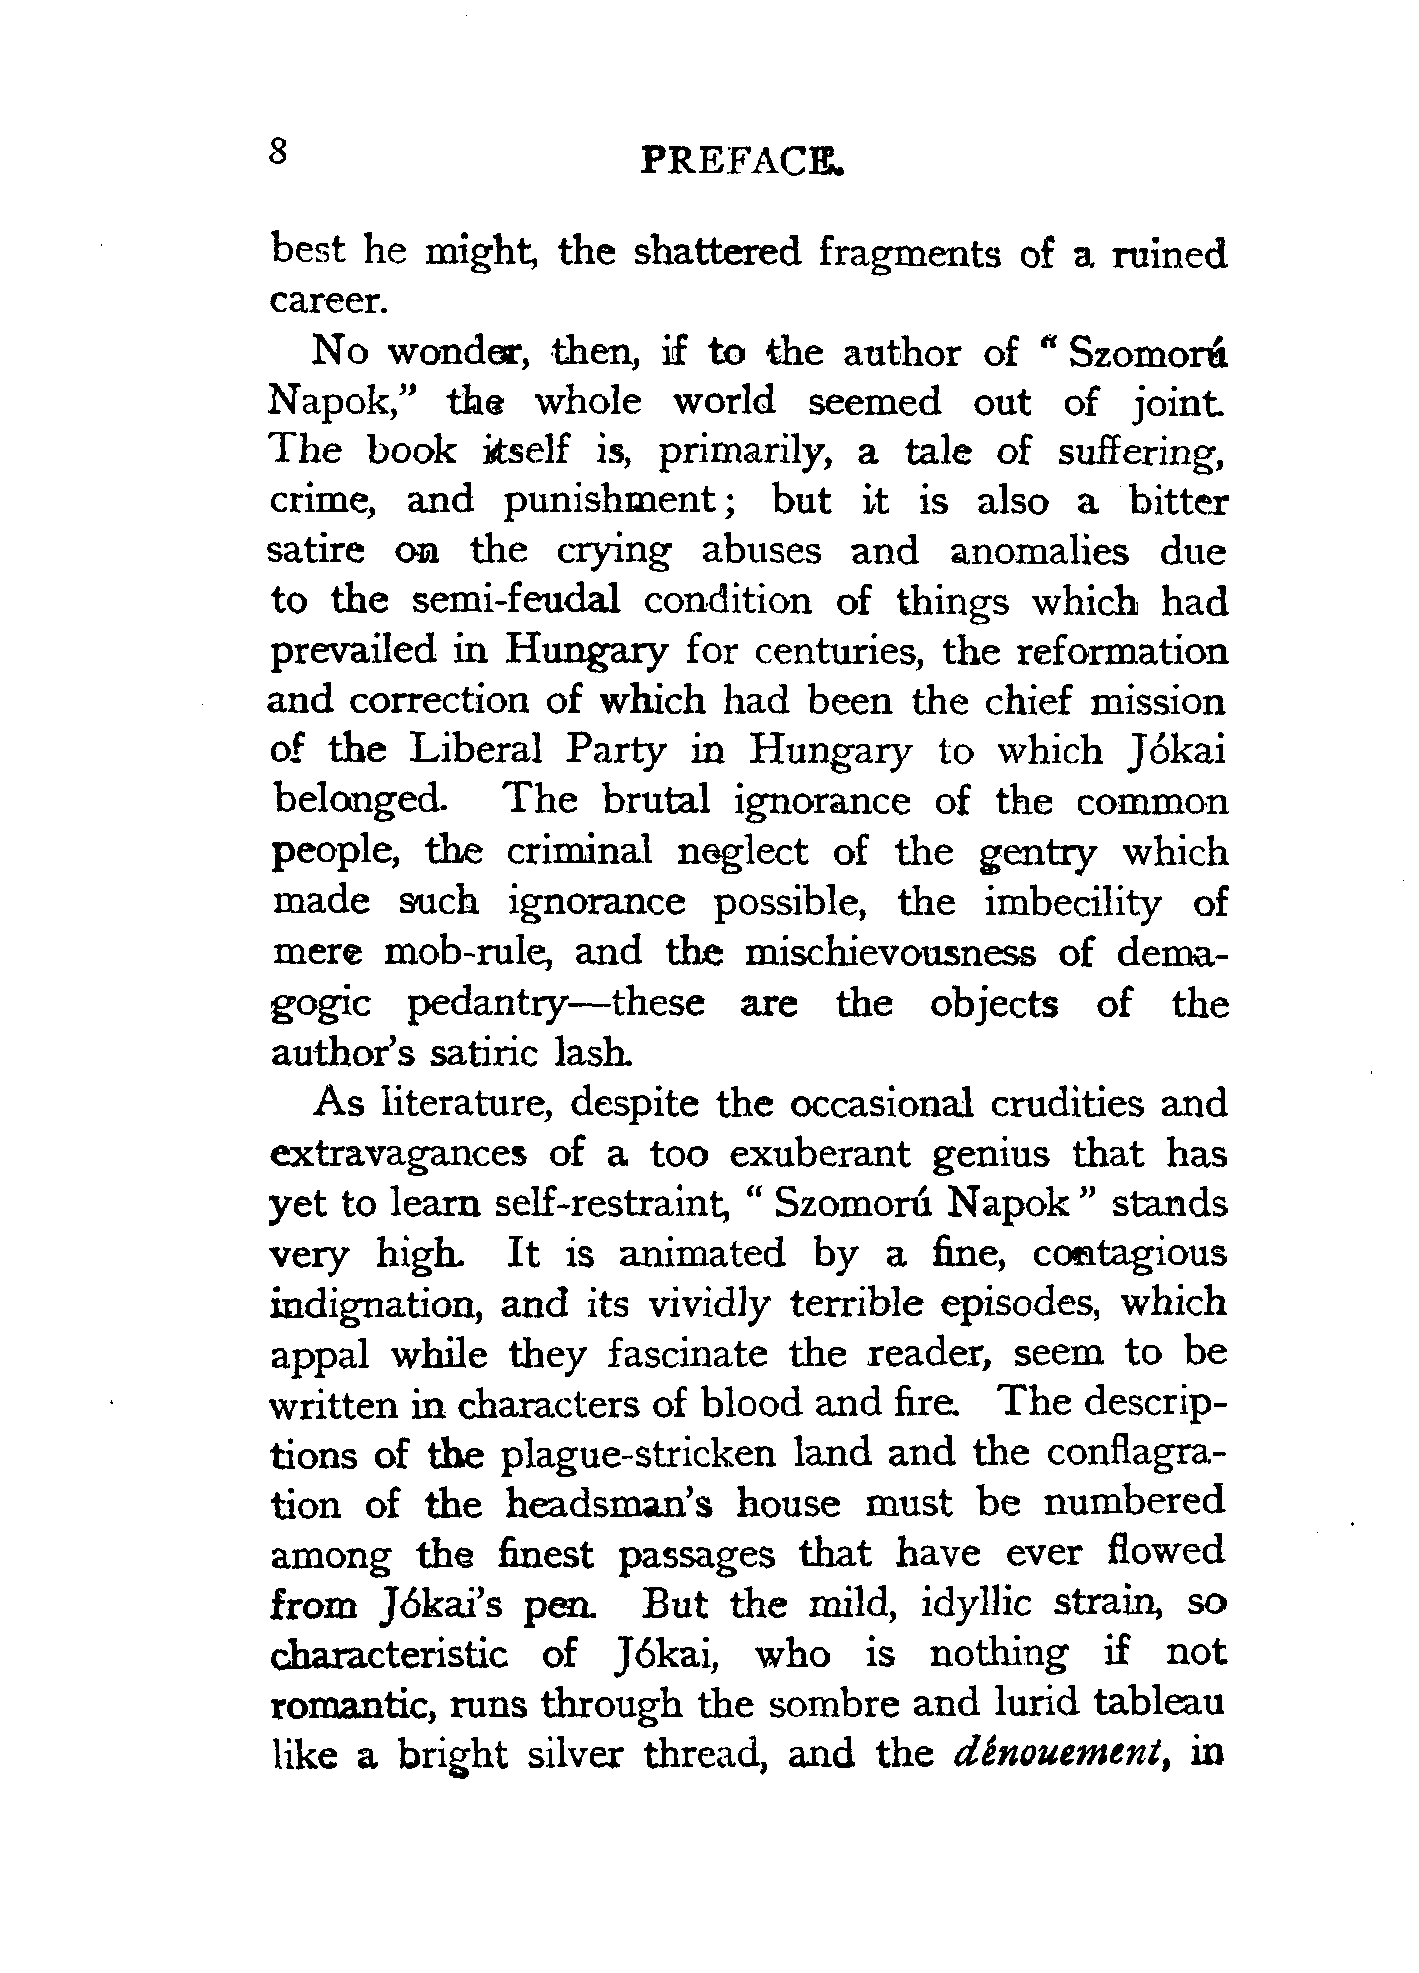 8 PREFACE.
best he might, the shattered fragments of a ruined
career.
No wonder, then, if to the author of " Szomorú
Napok," the whole world seemed out of joint.
The book itself is, primarily, a tale of suffering,
crime, and punishment; but it is also a bitter
satire on the crying abuses and anomalies due
to the semi-feudal condition of things which had
prevailed in Hungary for centuries, the reformation
and correction of which had been the chief mission
of the Liberal Party in Hungary to which Jókai
belonged. The brutal ignorance of the common
people, the criminal neglect of the gentry which
made such ignorance possible, the imbecility of
mere mob-rule, and the mischievousness of dema-
gogic pedantry—these are the objects of the
author's satiric lash.
As literature, despite the occasional crudities and
extravagances of a too exuberant genius that has
yet to learn self-restraint, " Szomorú Napok " stands
very high. It is animated by a fine, contagious
indignation, and its vividly terrible episodes, which
appal while they fascinate the reader, seem to be
written in characters of blood and fire. The descrip-
tions of the plague-stricken land and the conflagra-
tion of the headsman's house must be numbered
among the finest passages that have ever flowed
from Jókai's pen. But the mild, idyllic strain, so
characteristic of Jókai, who is nothing if not
romantic, runs through the sombre and lurid tableau
like a bright silver thread, and the dénouement, in